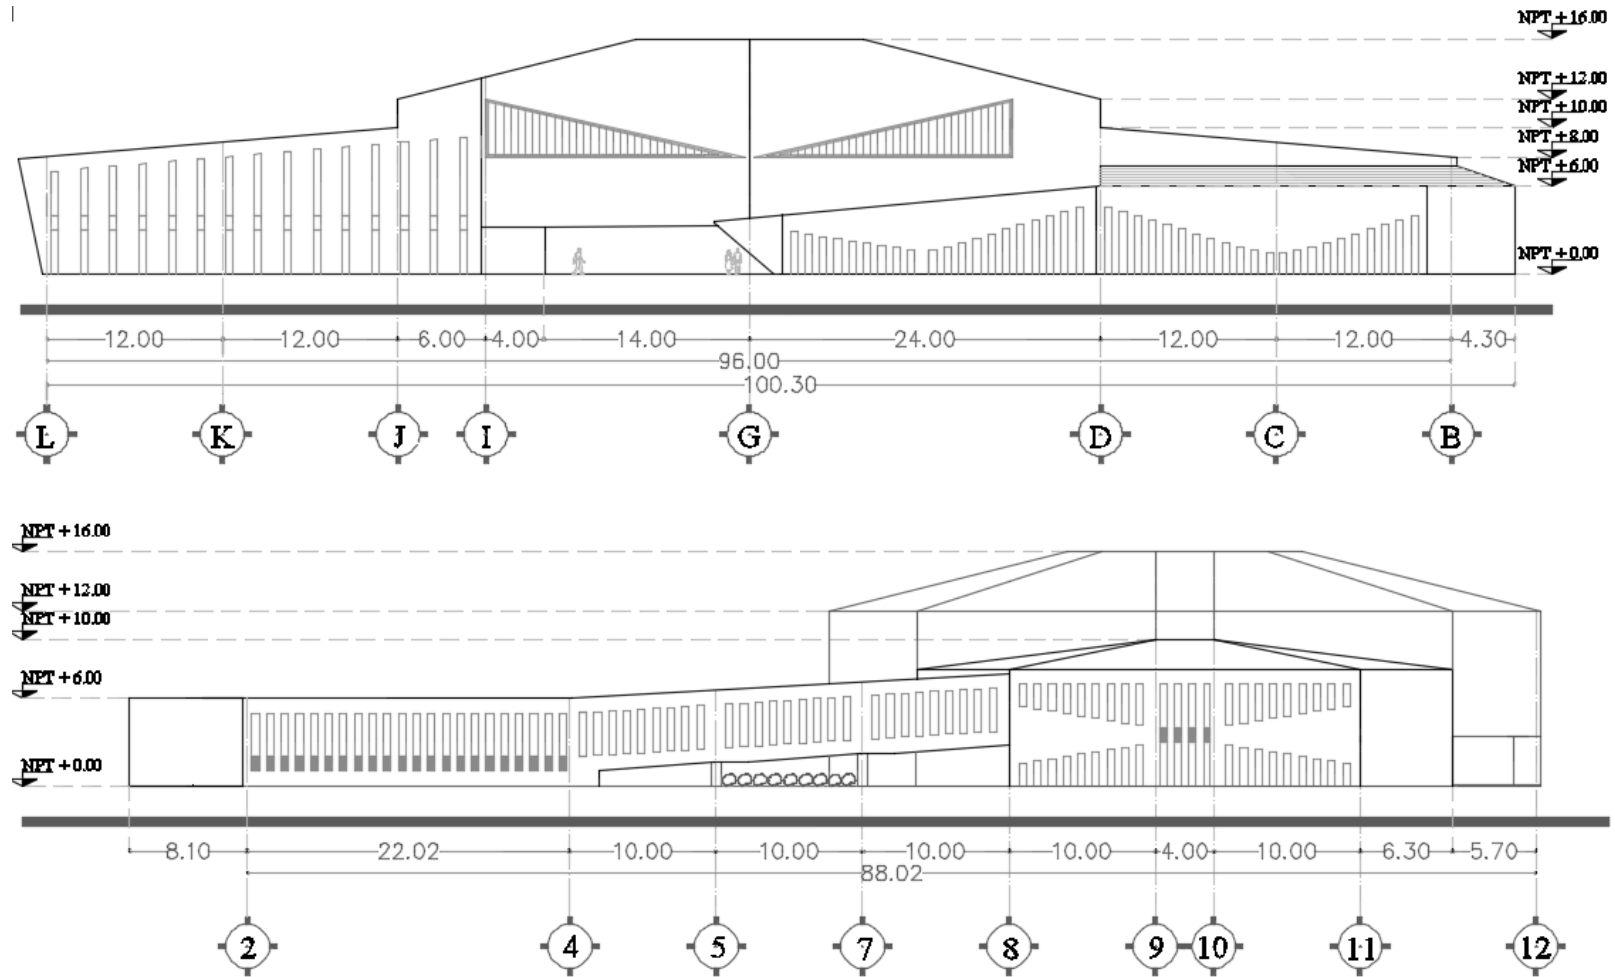 NPT + 16.00
NPT + 12.00
NPT + 10.00
NPT + 8.00
NPT + 6.00
NPT + 0.00
12.00 12.00 6.00 4.00 14.00 24.00 12.00 12.00 4.30
96.00
100.30
L K J I G D C B
NPT + 16.00
NPT + 12.00
NPT + 10.00
NPT + 6.00
NPT + 0.00
8.10 22.02 10.00 10.00 10.00 10.00 4.00 10.00 6.30 5.70
88.02
2 4 5 7 8 9 10 11 12